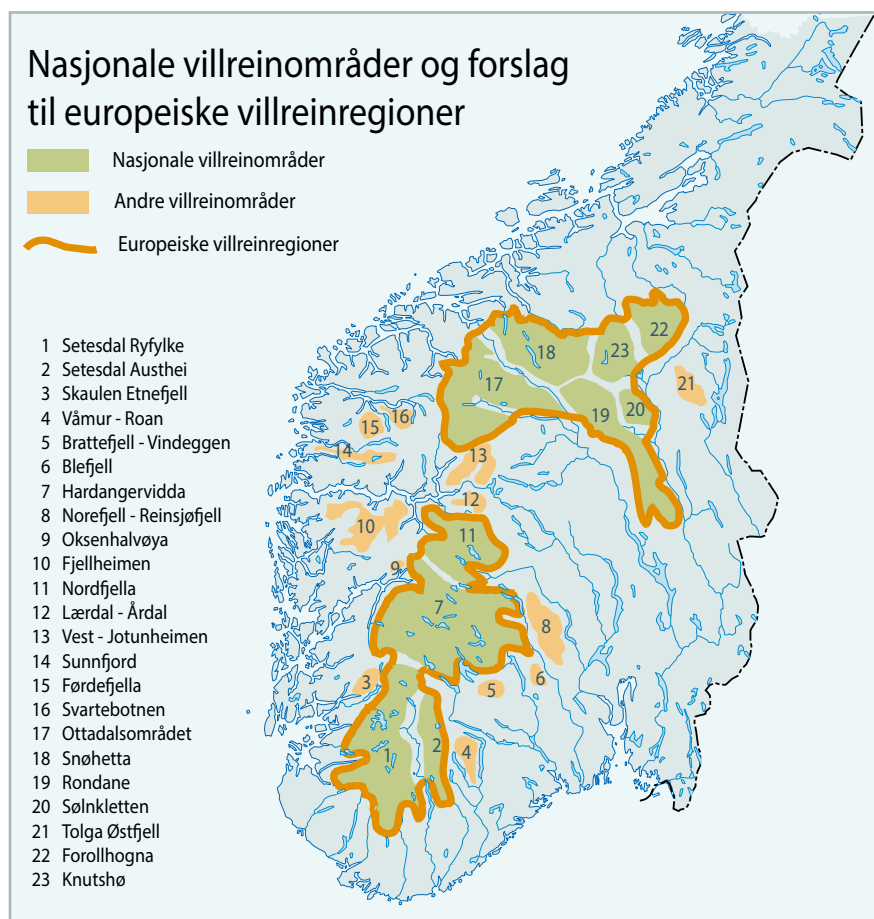 Nasjonale villreinområder og forslag
til europeiske villreinregioner
Nasjonale villreinområder
Andre villreinområder
Europeiske villreinregioner
1 Setesdal Ryfylke
2 Setesdal Austhei
3 Skaulen Etnefjell
4 Våmur - Roan
5 Brattefjell - Vindeggen
6 Blefjell
7 Hardangervidda
8 Norefjell - Reinsjøfjell
9 Oksenhalvøya
10 Fjellheimen
11 Nordfjella
12 Lærdal - Årdal
13 Vest - Jotunheimen
14 Sunnfjord
15 Førdefjella
16 Svartebotnen
17 Ottadalsområdet
18 Snøhetta
19 Rondane
20 Sølnkletten
21 Tolga Østfjell
22 Forollhogna
23 Knutshø
22
18
23
17
21
20
19
16
15
14
13
12
10
11
9
7
8
6
5
3
4
2
1